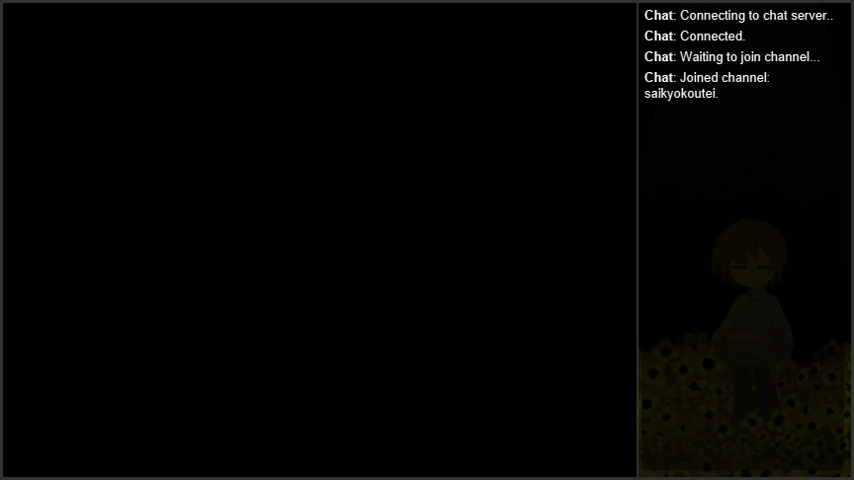 Chat: Connecting to chat server..
Chat: Connected.
Chat: Waiting to join channel...
Chat: Joined channel:
saikyokoutei.